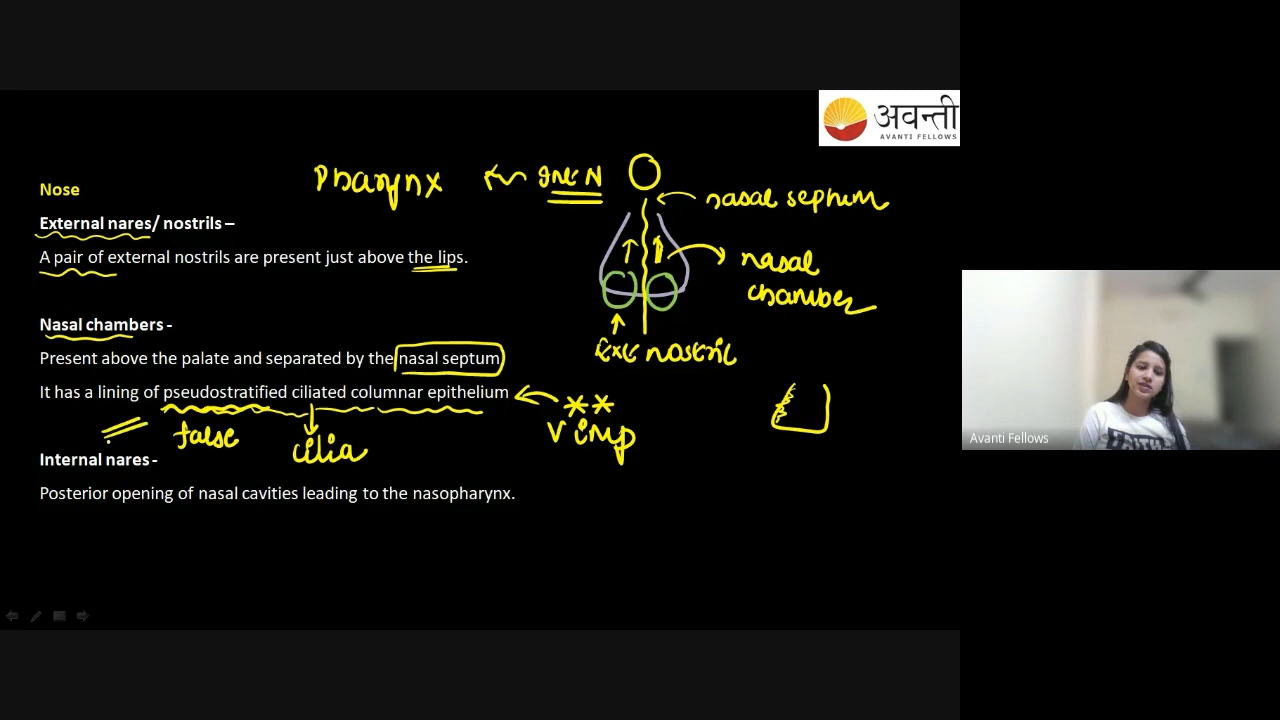 अवन्ती
AVANTI FELLOWS
Pharynx
Int N
Nose
nasal septum
External nares/ nostrils –
A pair of external nostrils are present just above the lips.
nasal
chamber
Nasal chambers -
Ext nostril
Present above the palate and separated by the nasal septum
It has a lining of pseudostratified ciliated columnar epithelium
**
V imp
false
cilia
Internal nares-
Posterior opening of nasal cavities leading to the nasopharynx.
Avanti Fellows